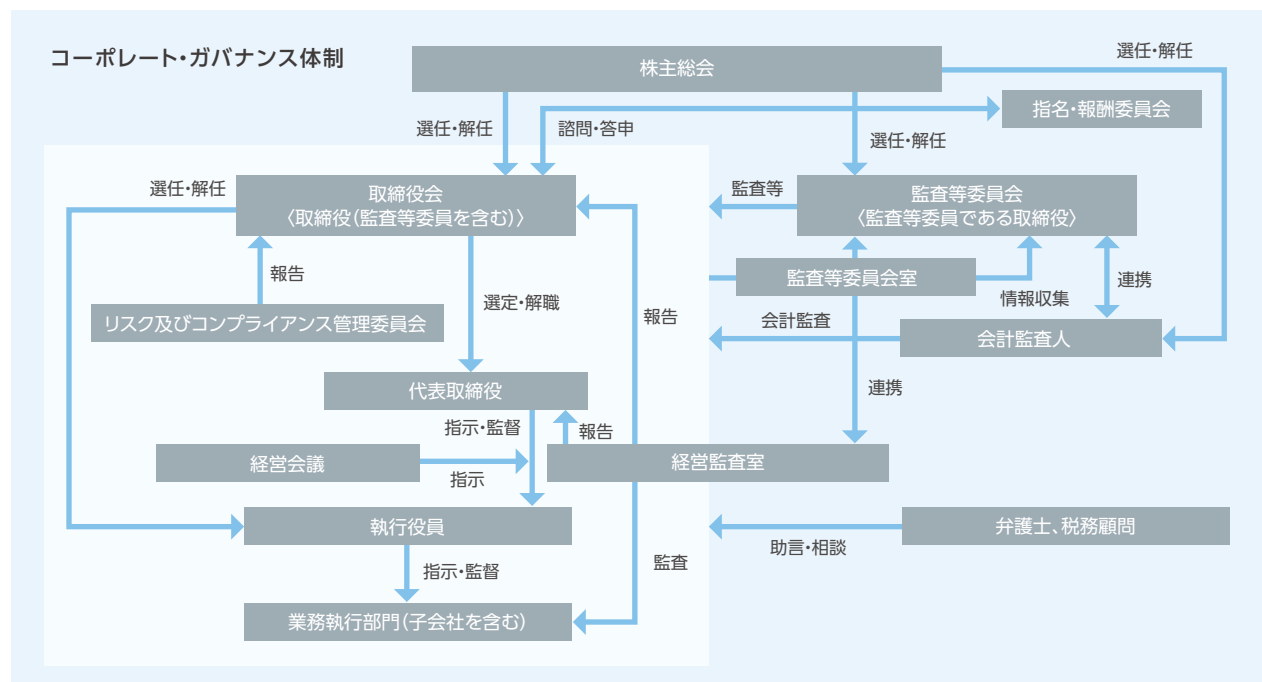 コーポレート・ガバナンス体制
株主総会
選任・解任
指名・報酬委員会
選任・解任
諮問・答申
選任・解任
選任・解任
取締役会
〈取締役（監査等委員を含む）〉
監査等
監査等委員会
〈監査等委員である取締役〉
報告
監査等委員会室
連携
情報収集
選定・解職
リスク及びコンプライアンス管理委員会
報告
会計監査
会計監査人
代表取締役
連携
指示・監督
報告
経営会議
経営監査室
指示
執行役員
弁護士、税務顧問
助言・相談
指示・監督
監査
業務執行部門（子会社を含む）